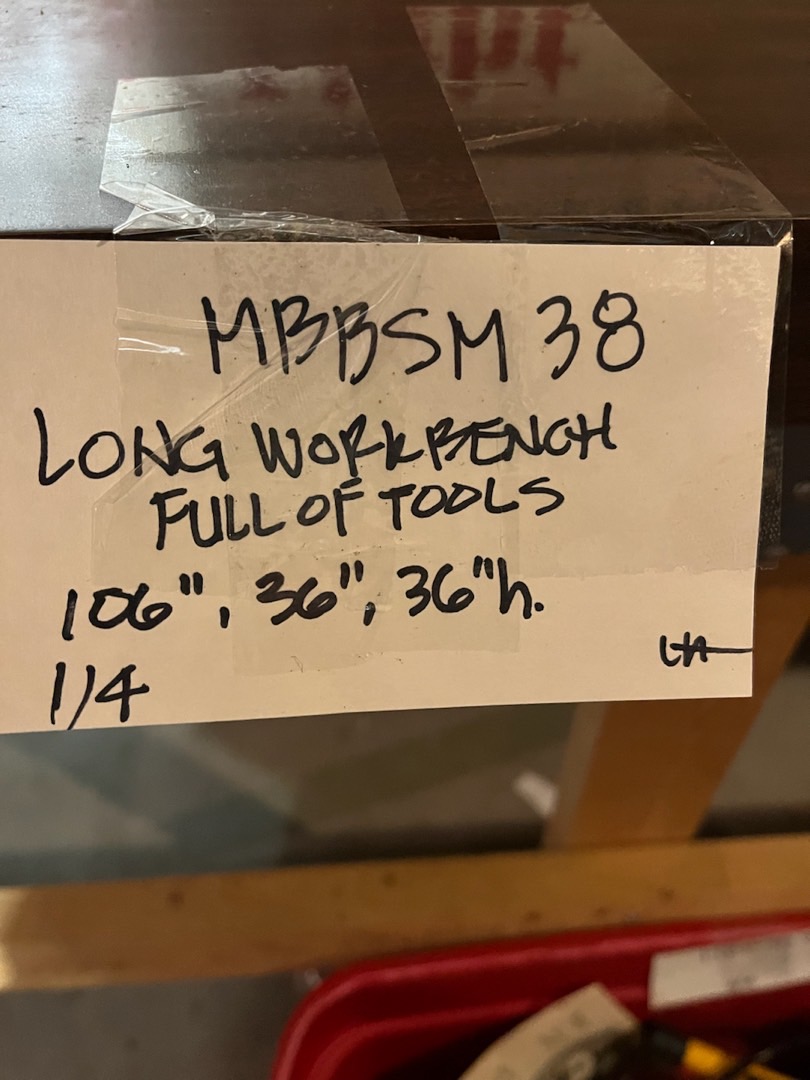 MBBSM 38
LONG WORKBENCH
FULL OF TOOLS
106", 36", 36"h.
1/4